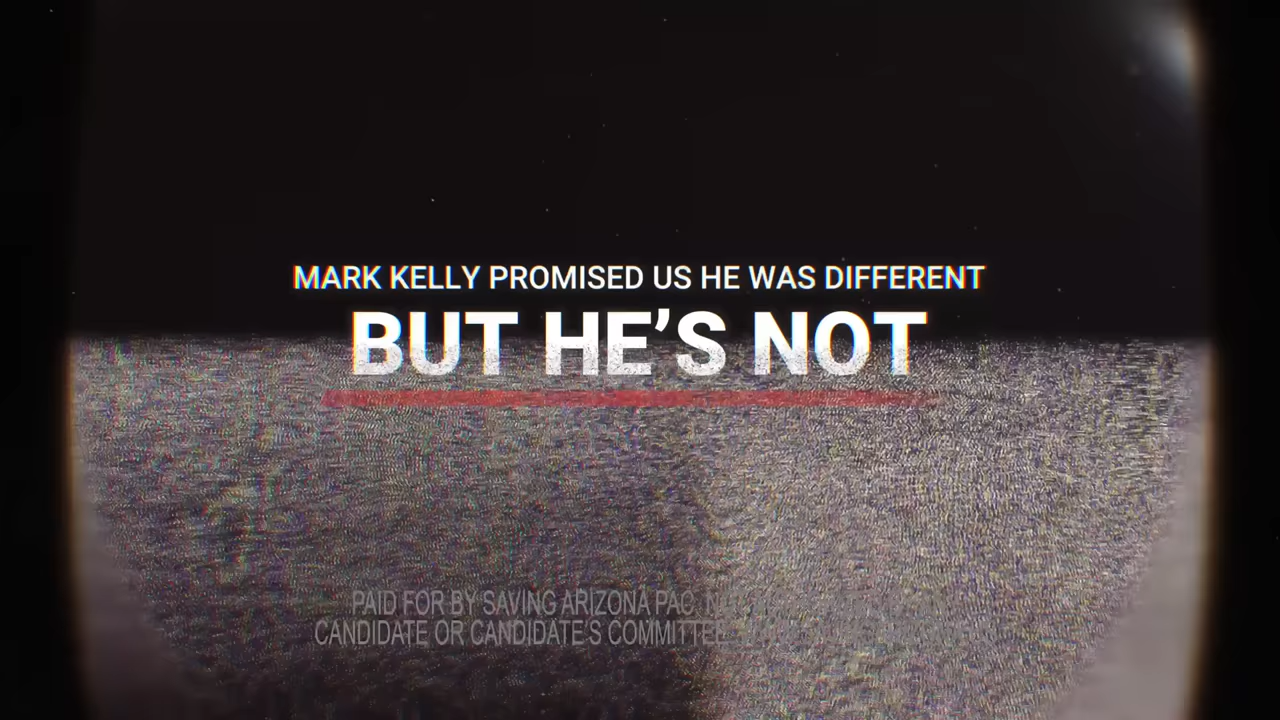 MARK KELLY PROMISED US HE WAS DIFFERENT
BUT HE'S NOT
PAID FOR BY SAVING ARIZONA PAC,
CANDIDATE OR CANDIDATE'S COMMITTEE